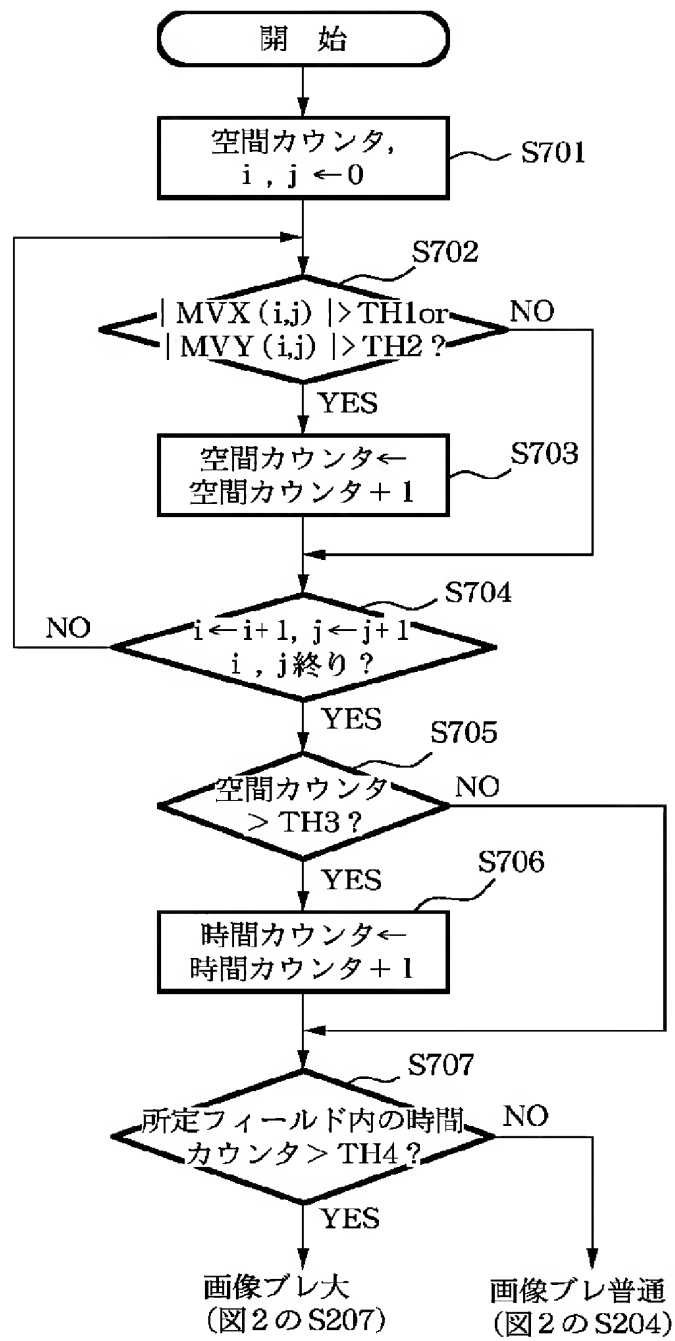 開 始
空間カウンタ,
i , j ←0
S701
S702
| MVX (i,j) |>TH1or
| MVY (i,j) |>TH2 ?
NO
YES
空間カウンタ←
空間カウンタ+1
S703
S704
i←i+1, j←j+1
i , j 終り ?
NO
YES
S705
空間カウンタ
> TH3 ?
NO
YES
S706
時間カウンタ←
時間カウンタ+1
S707
所定フィールド内の時間
カウンタ> TH4 ?
NO
YES
画像ブレ大
(図2のS207)
画像ブレ普通
(図2のS204)